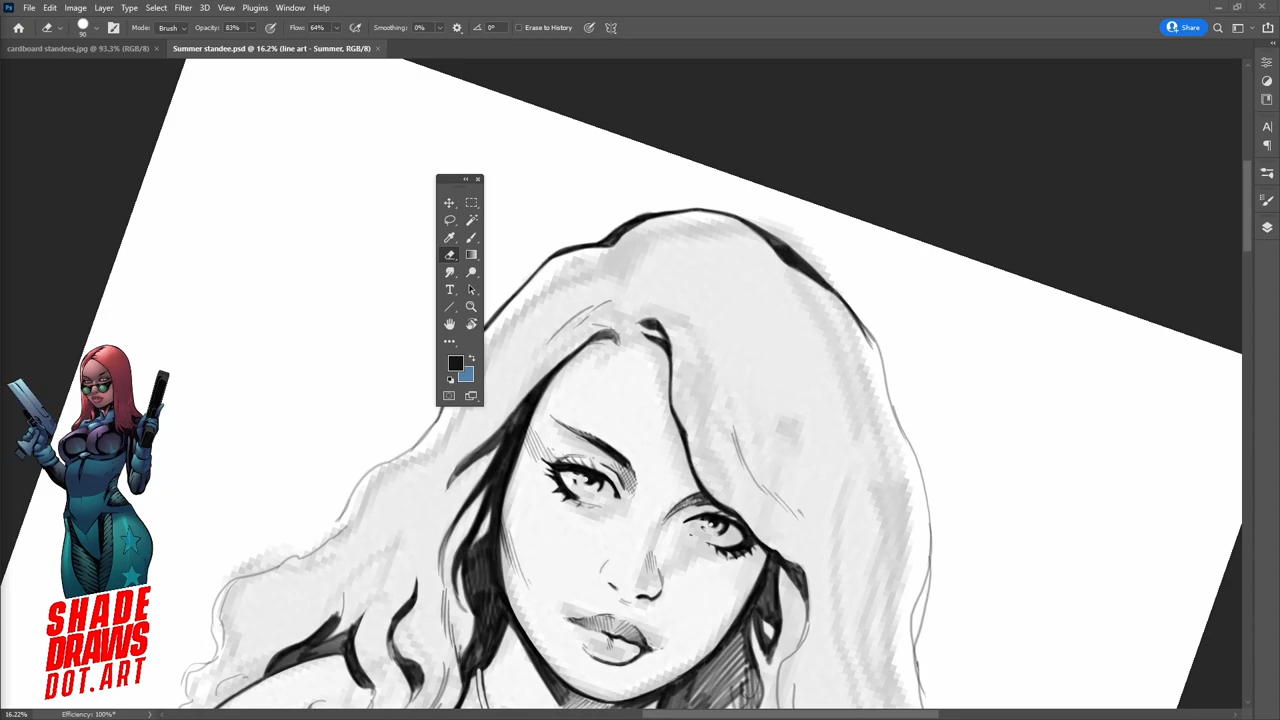 File Edit Image Layer Type Select Filter 3D View Plugins Window Help
90 Mode: Brush Opacity: 83% Flow: 64% Smoothing: 0% 0° Erase to History Share
cardboard standees.jpg @ 93.3% (RGB/8) × Summer standee.psd @ 16.2% (line art - Summer, RGB/8) ×
SHADE
DRAWS
DOT.ART
16.22% Efficiency: 100%*